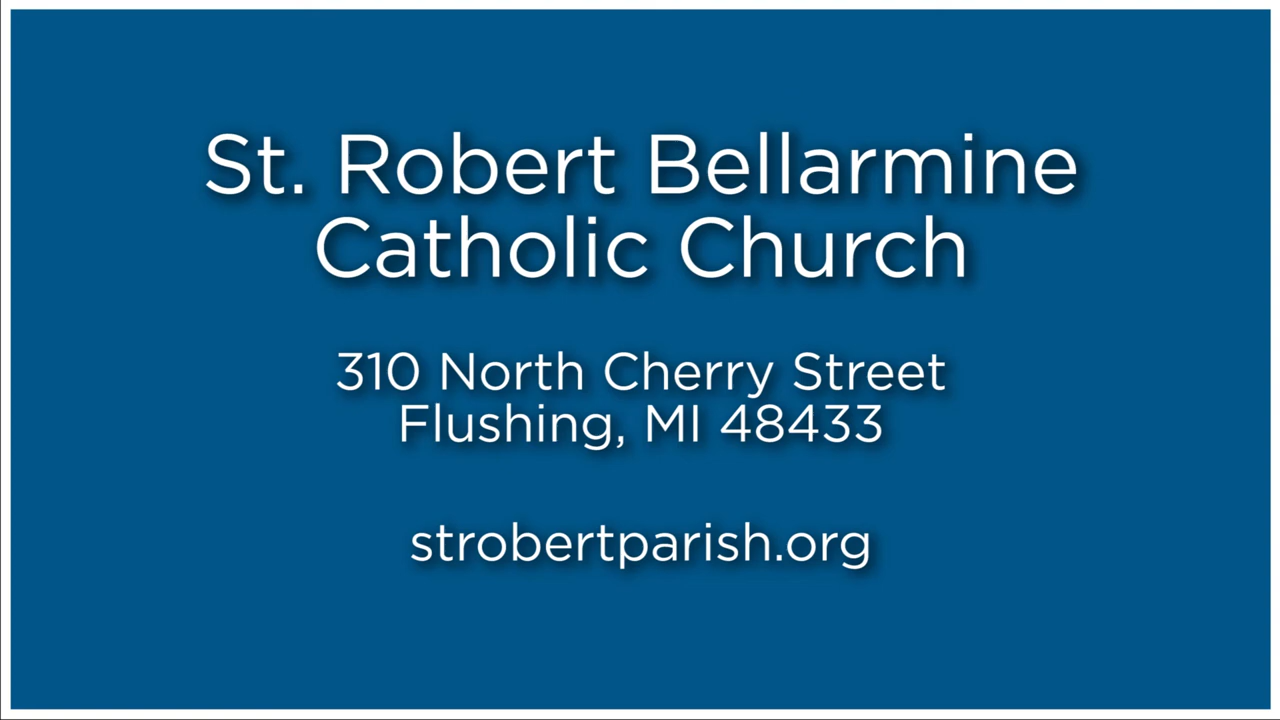 St. Robert Bellarmine
Catholic Church
310 North Cherry Street
Flushing, MI 48433
strobertparish.org